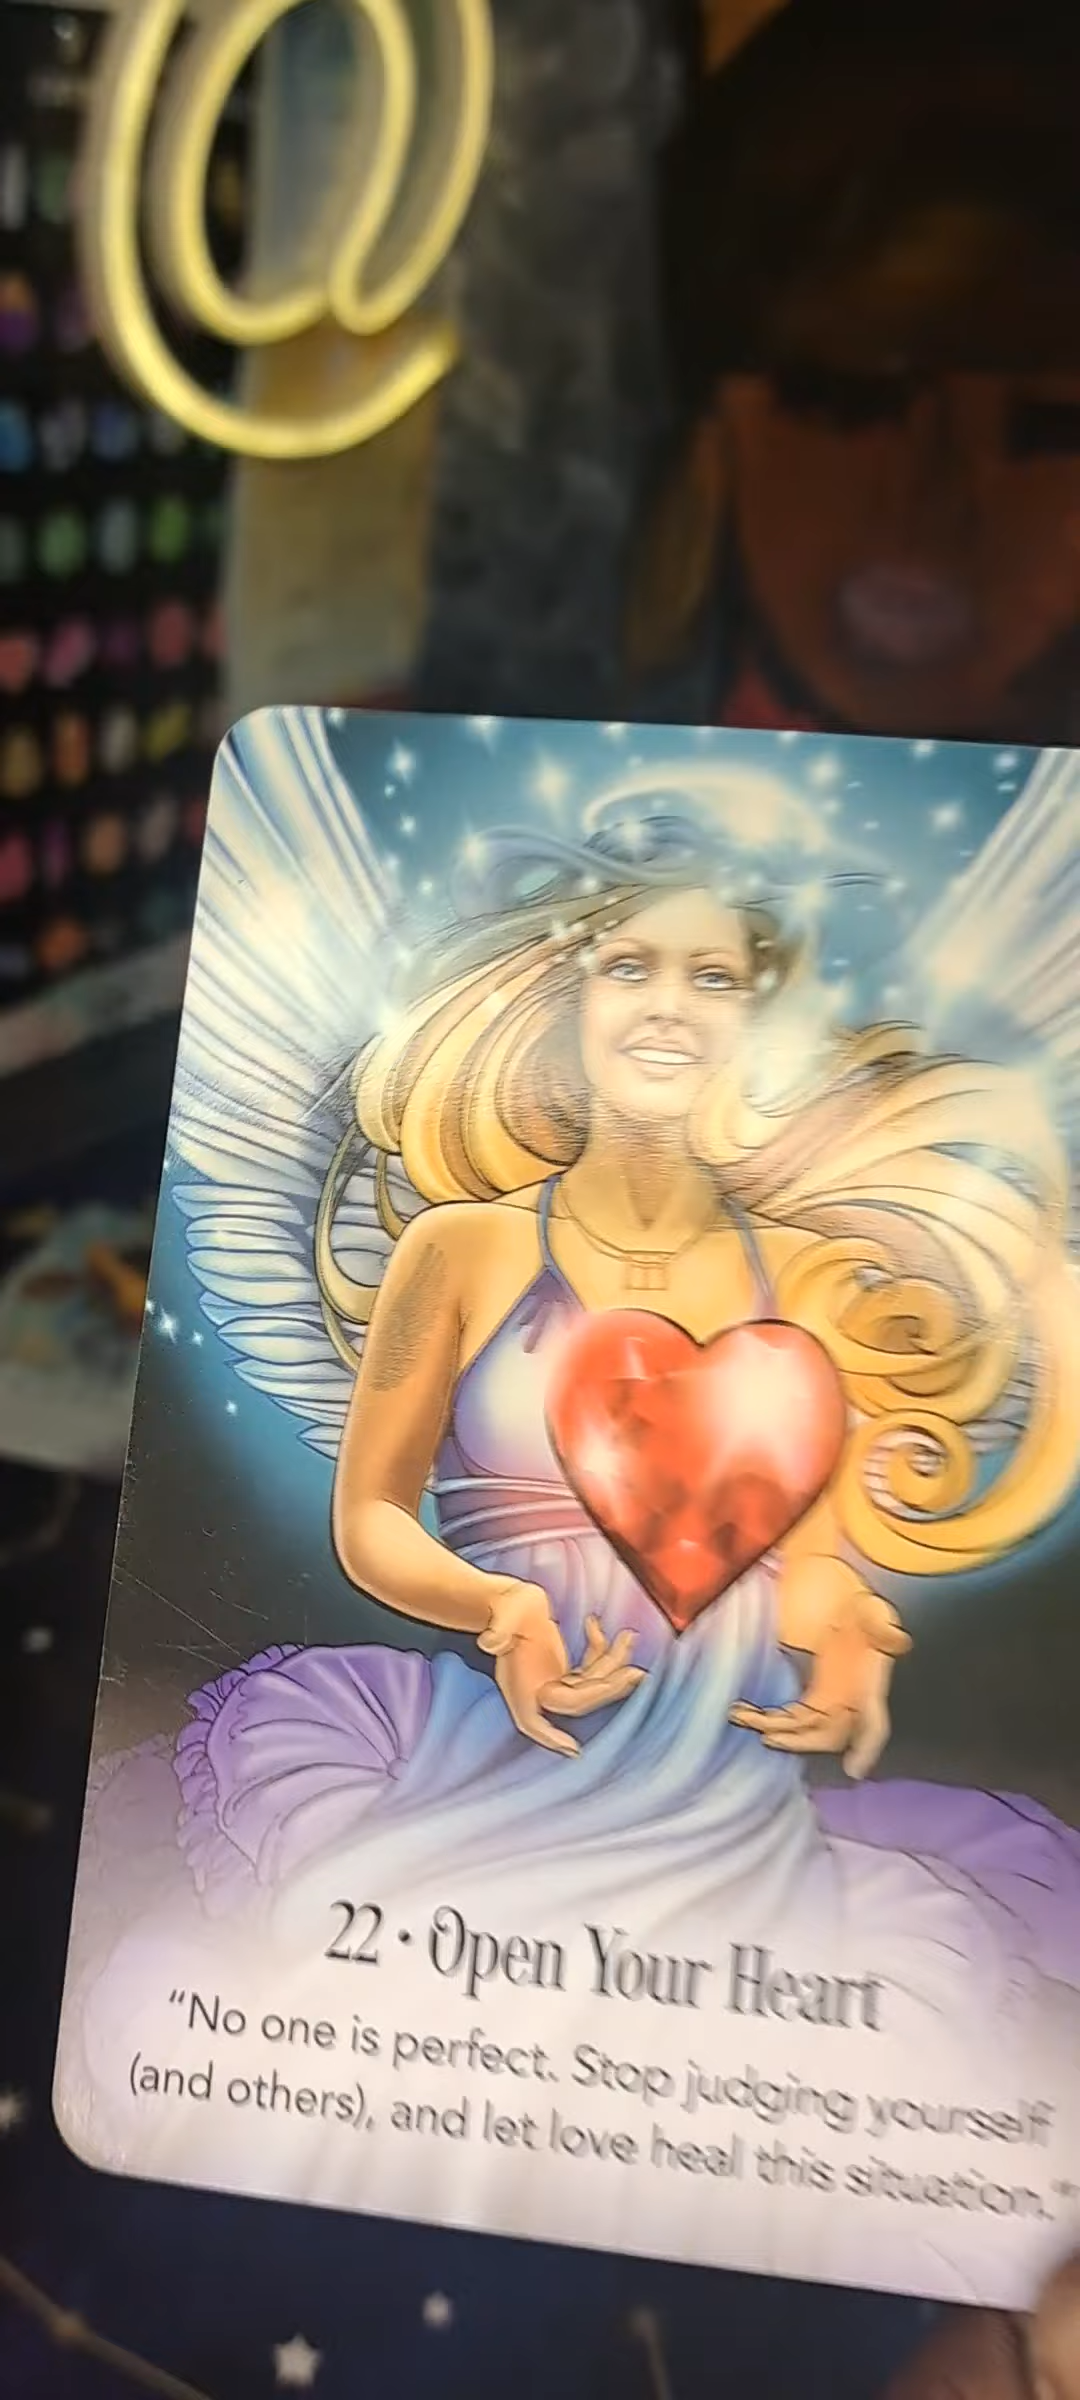 @
22 • Open Your Heart
“No one is perfect. Stop judging yourself
(and others), and let love heal this situation.”